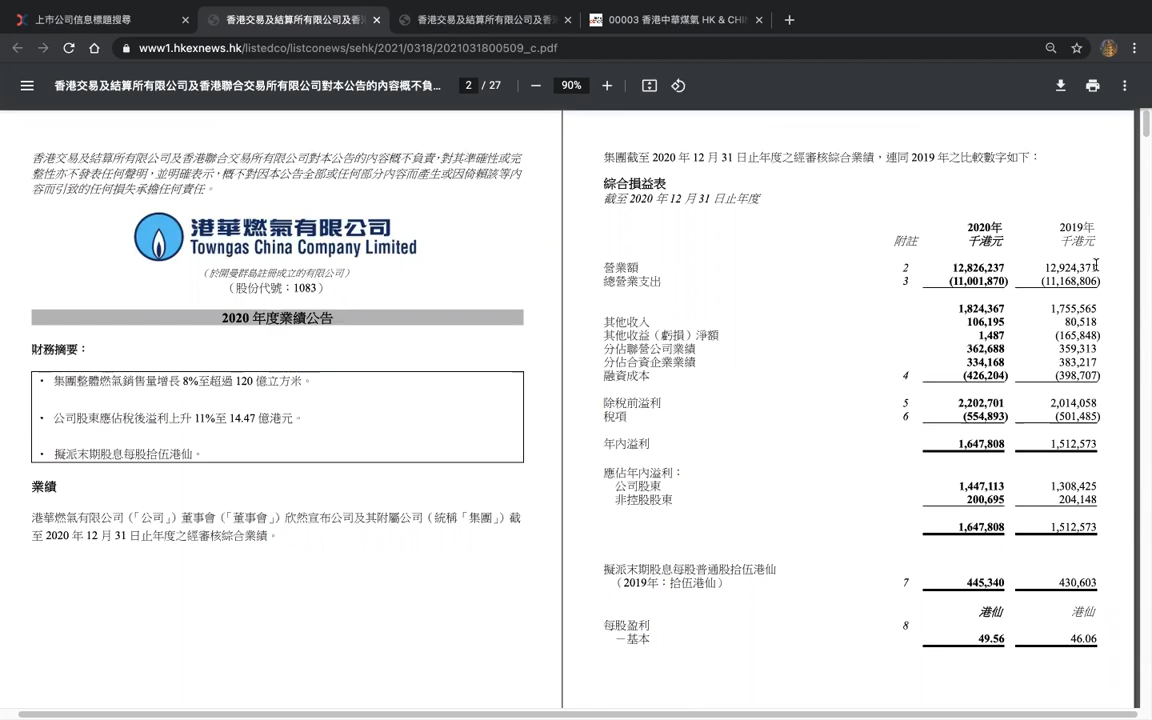 上市公司信息標題搜尋
香港交易及結算所有限公司及香
香港交易及結算所有限公司及香
00003 香港中華煤氣 HK & CHI
www1.hkexnews.hk/listedco/listconews/sehk/2021/0318/2021031800509_c.pdf
香港交易及結算所有限公司及香港聯合交易所有限公司對本公告的內容概不負...
2 / 27
90%
香港交易及結算所有限公司及香港聯合交易所有限公司對本公告的內容概不負責，對其準確性或完
整性亦不發表任何聲明，並明確表示，概不對因本公告全部或任何部分內容而產生或因倚賴該等內
容而引致的任何損失承擔任何責任。
港華燃氣有限公司
Towngas China Company Limited
（於開曼群島註冊成立的有限公司）
（股份代號：1083）
2020 年度業績公告
財務摘要：
• 集團整體燃氣銷售量增長 8%至超過 120 億立方米。
• 公司股東應佔稅後溢利上升 11%至 14.47 億港元。
• 擬派末期股息每股拾伍港仙。
業績
港華燃氣有限公司（「公司」）董事會（「董事會」）欣然宣布公司及其附屬公司（統稱「集團」）截
至 2020 年 12 月 31 日止年度之經審核綜合業績。
集團截至 2020 年 12 月 31 日止年度之經審核綜合業績，連同 2019 年之比較數字如下：
綜合損益表
截至 2020 年 12 月 31 日止年度
2020年 2019年
附註 千港元 千港元
營業額 2 12,826,237 12,924,371
總營業支出 3 (11,001,870) (11,168,806)
1,824,367 1,755,565
其他收入 106,195 80,518
其他收益（虧損）淨額 1,487 (165,848)
分佔聯營公司業績 362,688 359,313
分佔合資企業業績 334,168 383,217
融資成本 4 (426,204) (398,707)
除稅前溢利 5 2,202,701 2,014,058
稅項 6 (554,893) (501,485)
年內溢利 1,647,808 1,512,573
應佔年內溢利：
公司股東 1,447,113 1,308,425
非控股股東 200,695 204,148
1,647,808 1,512,573
擬派末期股息每股普通股拾伍港仙
（2019年：拾伍港仙） 7 445,340 430,603
港仙 港仙
每股盈利 8
－基本 49.56 46.06